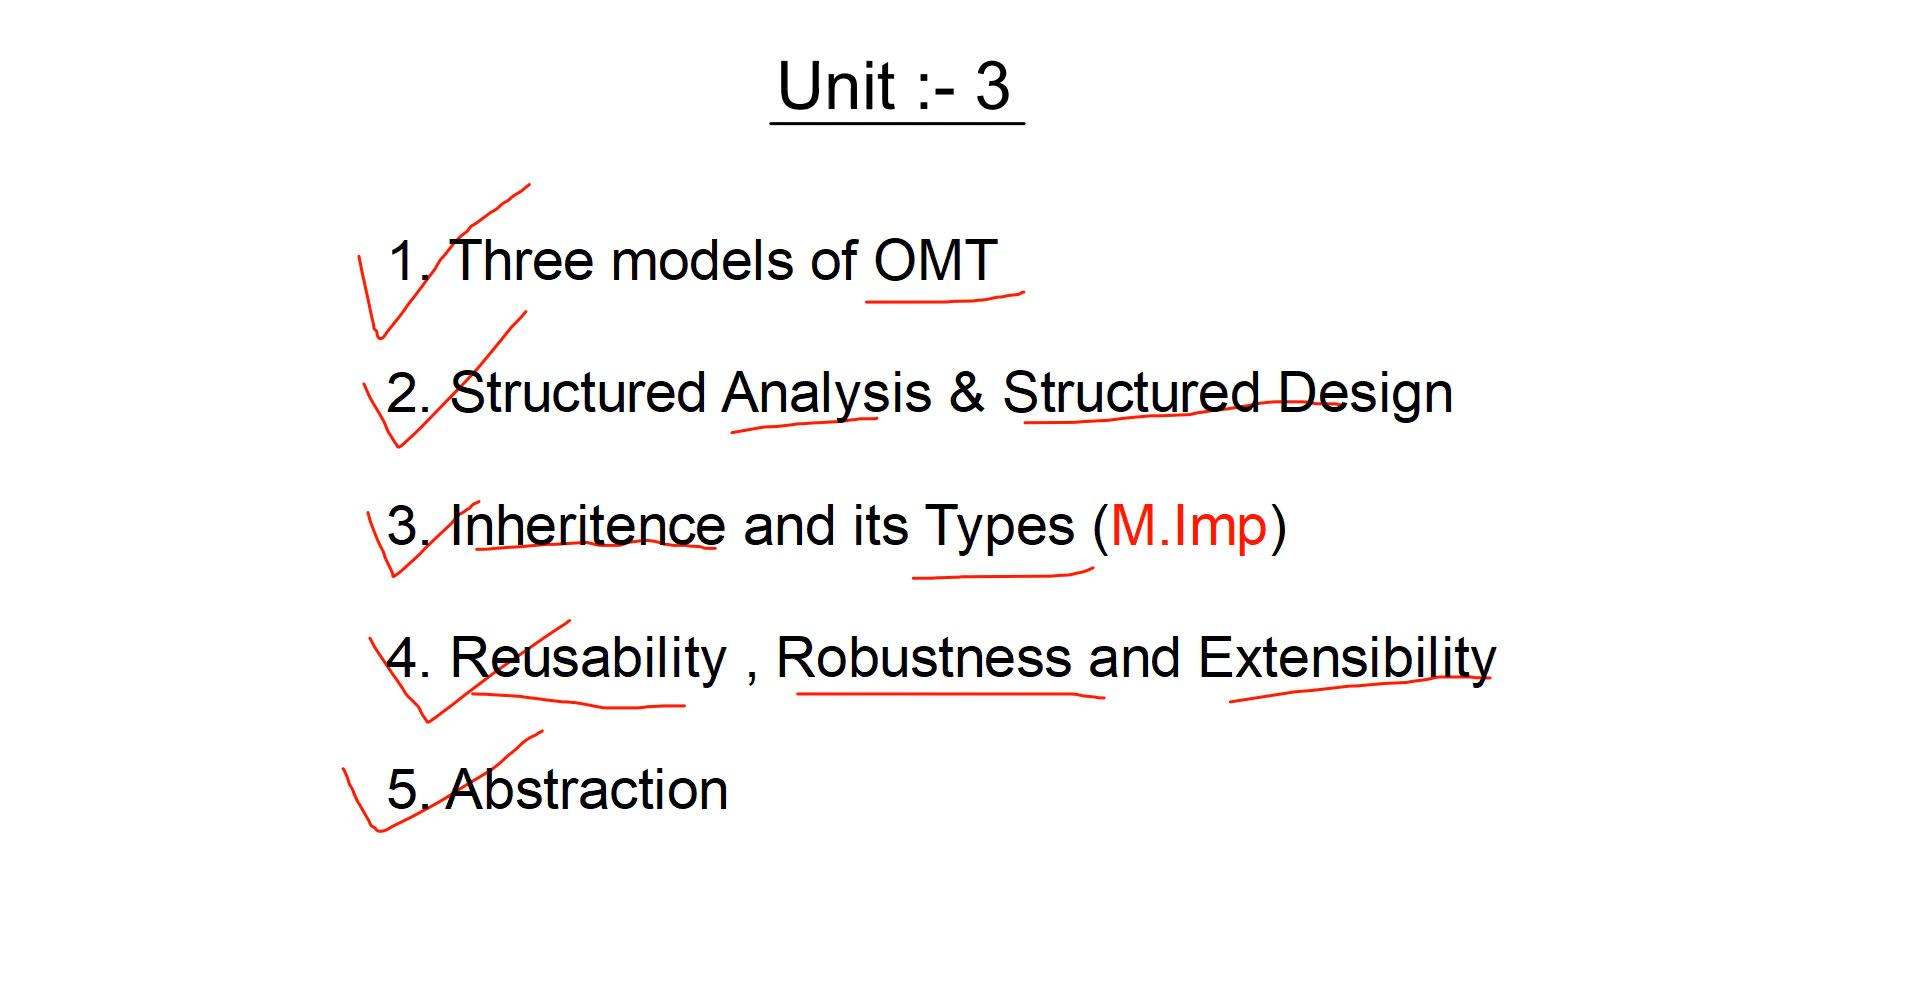 Unit :- 3
1. Three models of OMT
2. Structured Analysis & Structured Design
3. Inheritence and its Types (M.Imp)
4. Reusability , Robustness and Extensibility
5. Abstraction